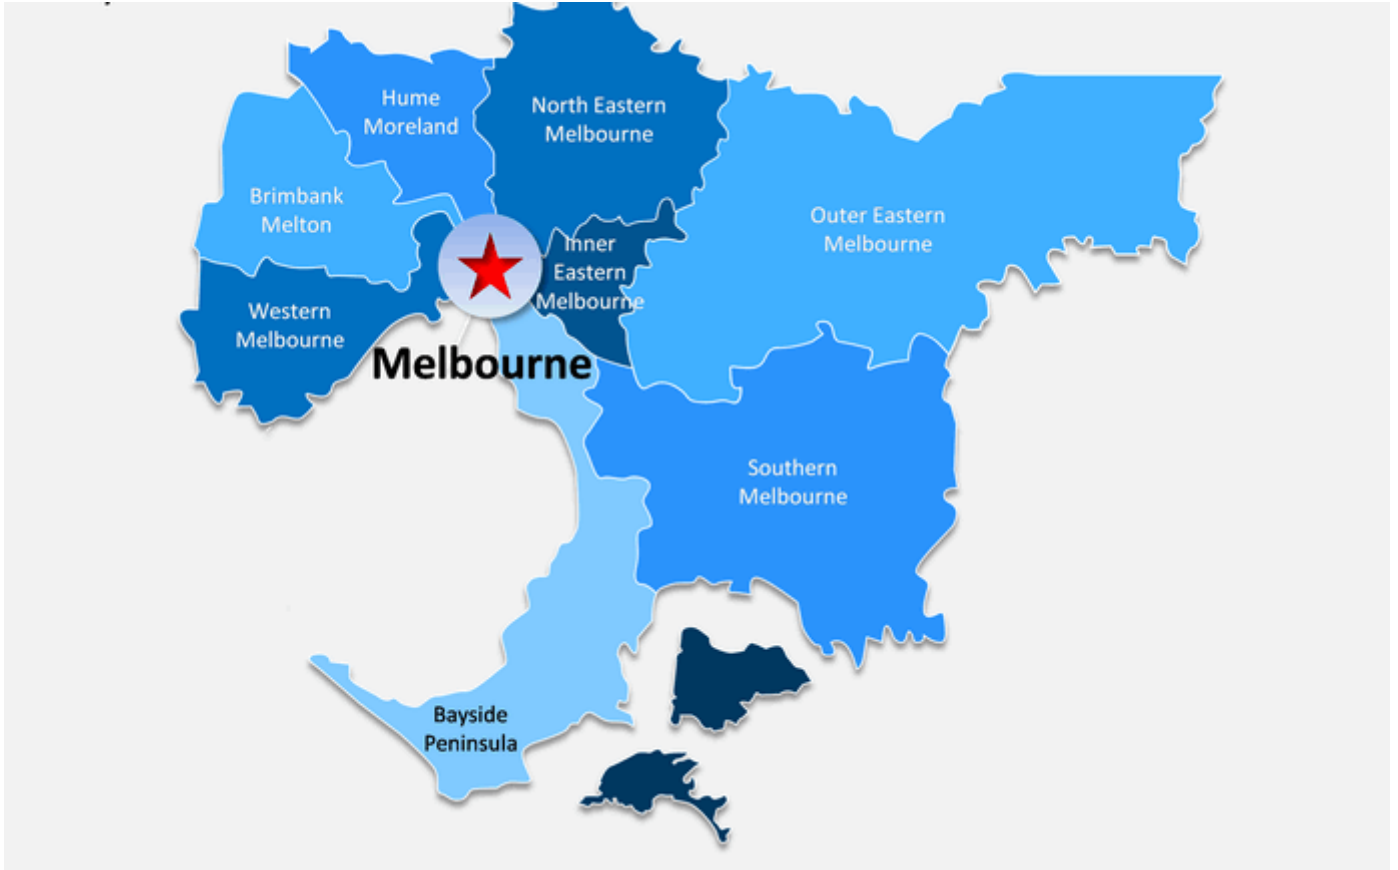 Hume
Moreland
North Eastern
Melbourne
Brimbank
Melton
Outer Eastern
Melbourne
Inner
Eastern
Melbourne
Western
Melbourne
Melbourne
Southern
Melbourne
Bayside
Peninsula